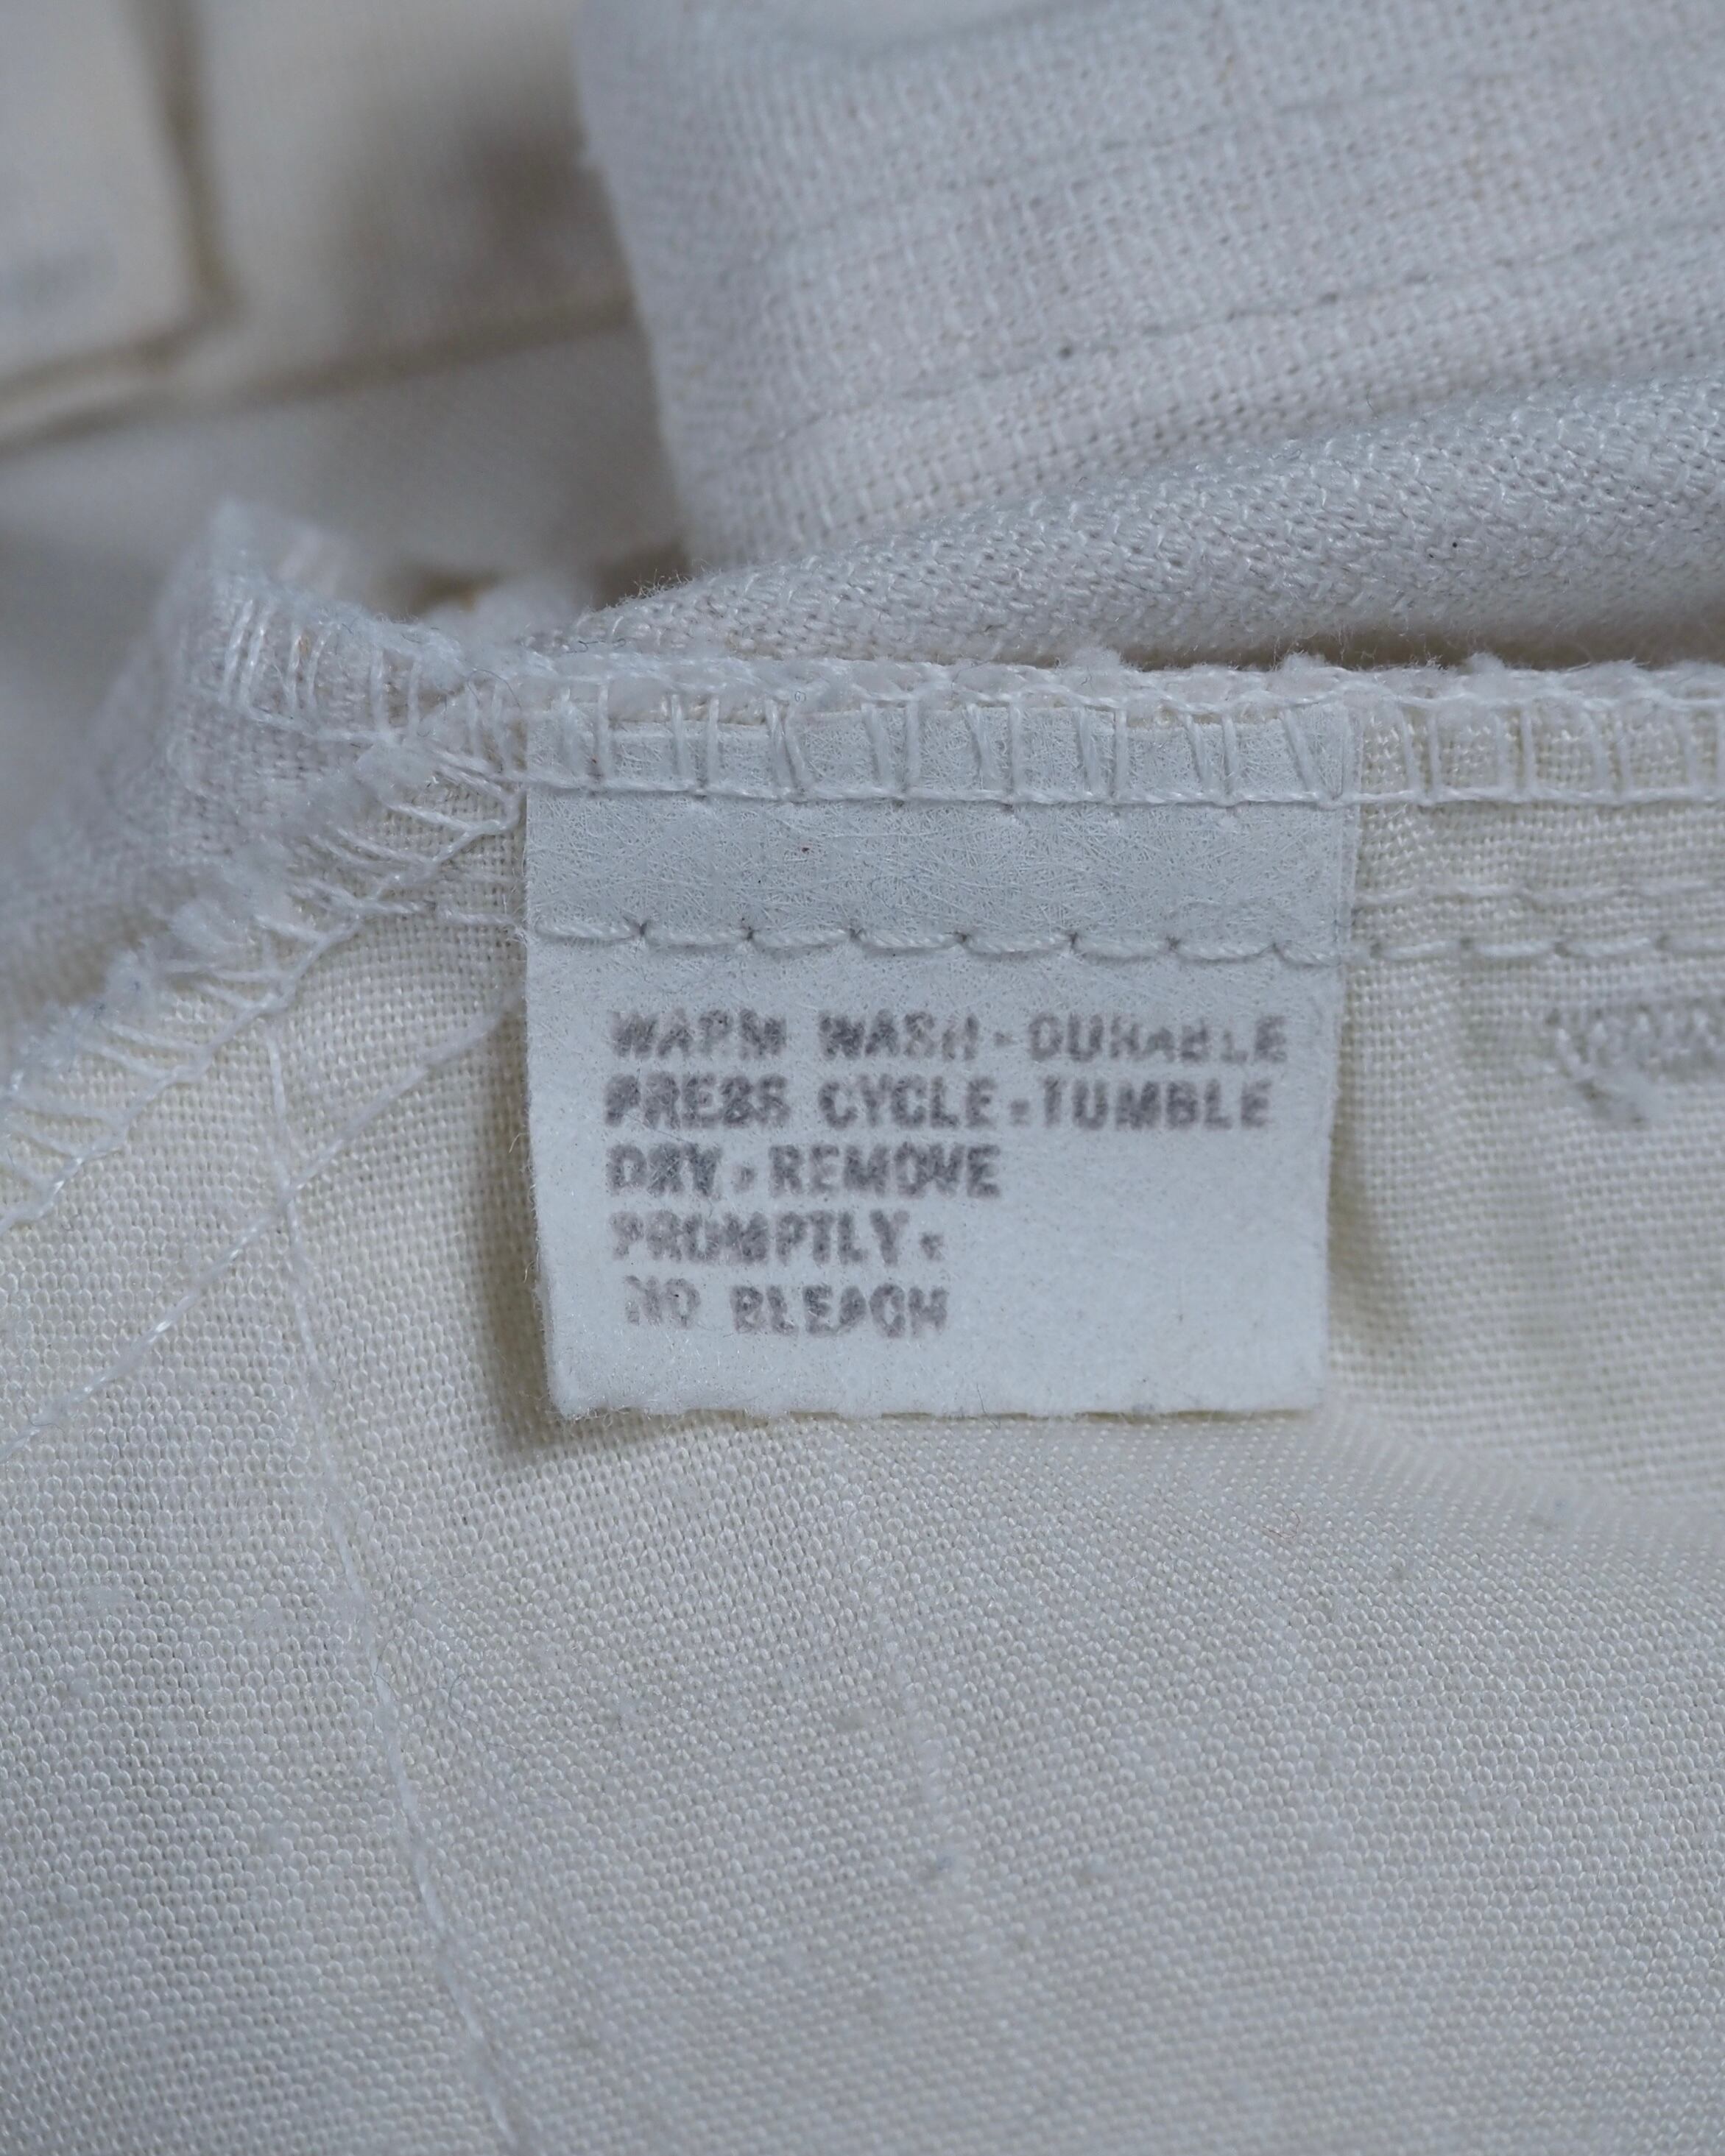 WARM WASH - DURABLE
PRESS CYCLE - TUMBLE
DRY - REMOVE
PROMPTLY -
NO BLEACH